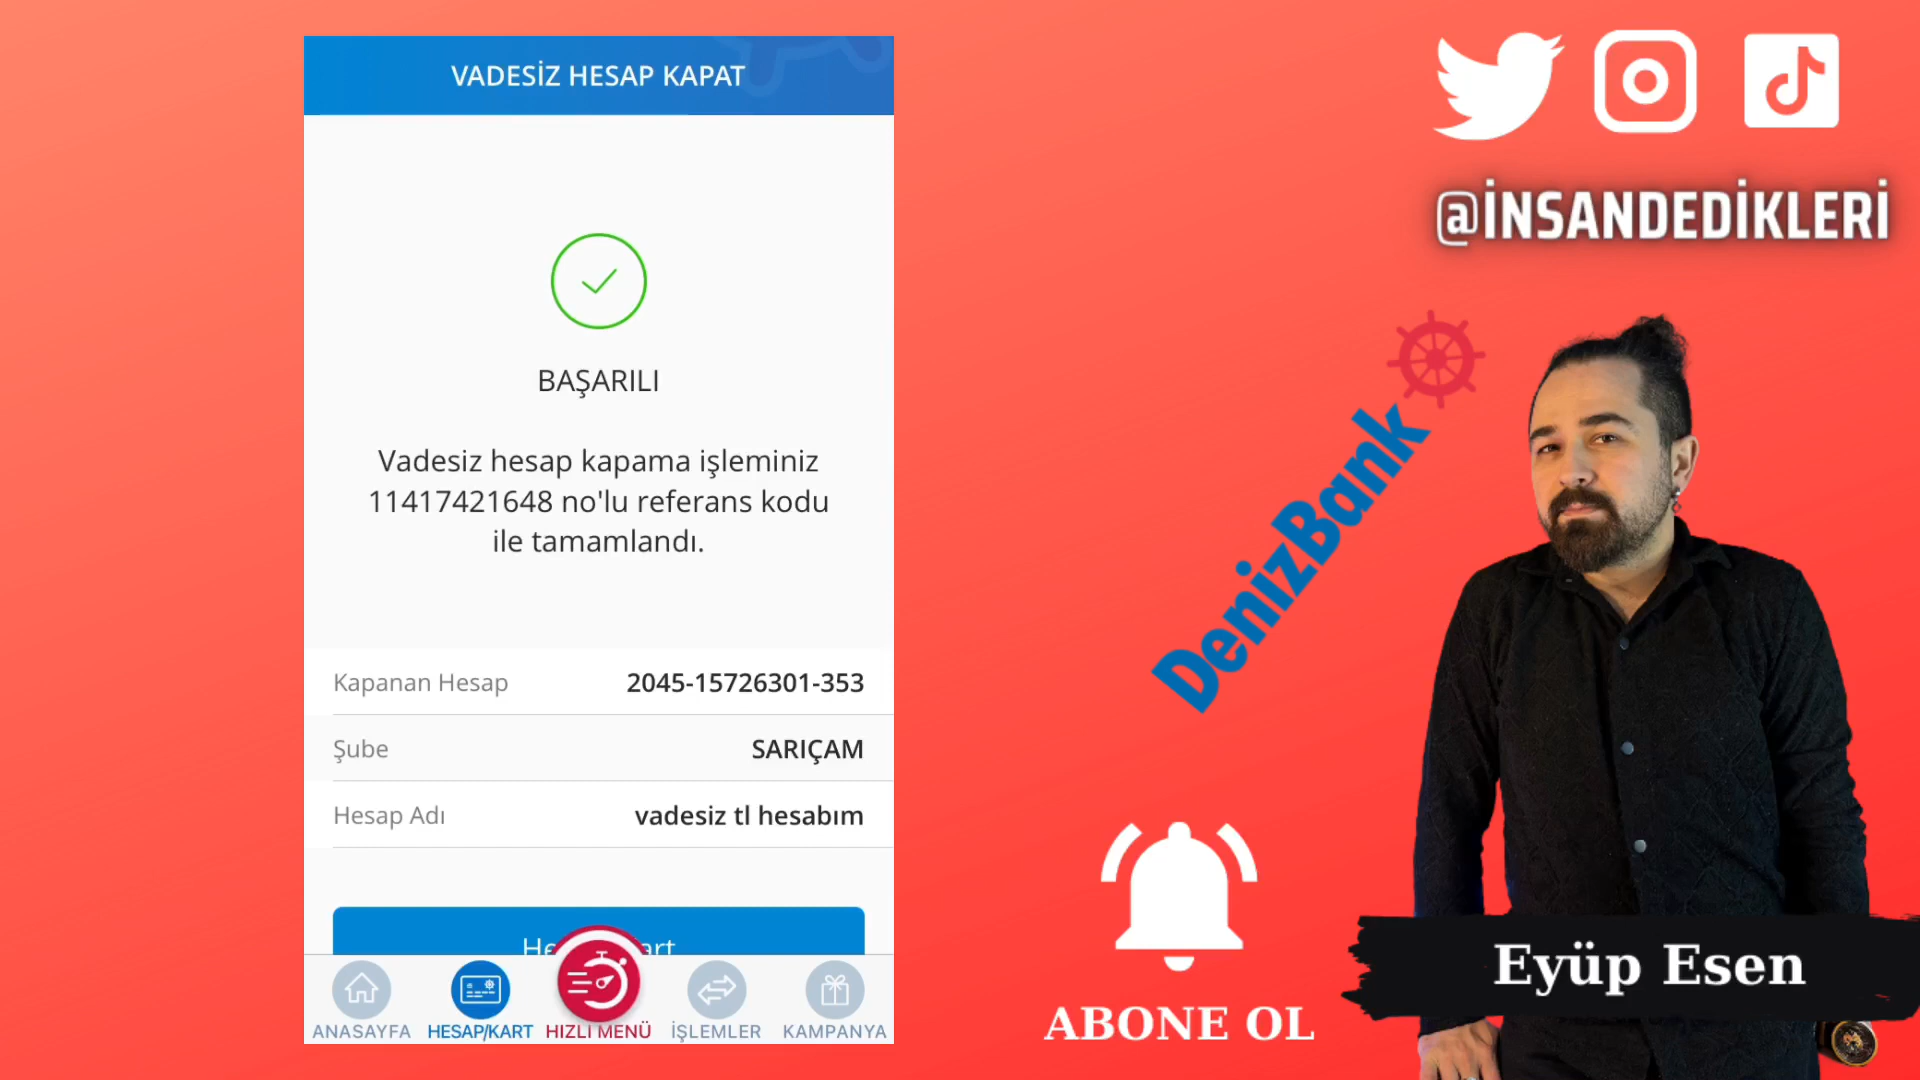 VADESİZ HESAP KAPAT
BAŞARILI
Vadesiz hesap kapama işleminiz
11417421648 no'lu referans kodu
ile tamamlandı.
Kapanan Hesap 2045-15726301-353
Şube SARIÇAM
Hesap Adı vadesiz tl hesabım
ANASAYFA HESAP/KART HIZLI MENÜ İŞLEMLER KAMPANYA
@İNSANDEDİKLERİ
DenizBank
ABONE OL
Eyüp Esen